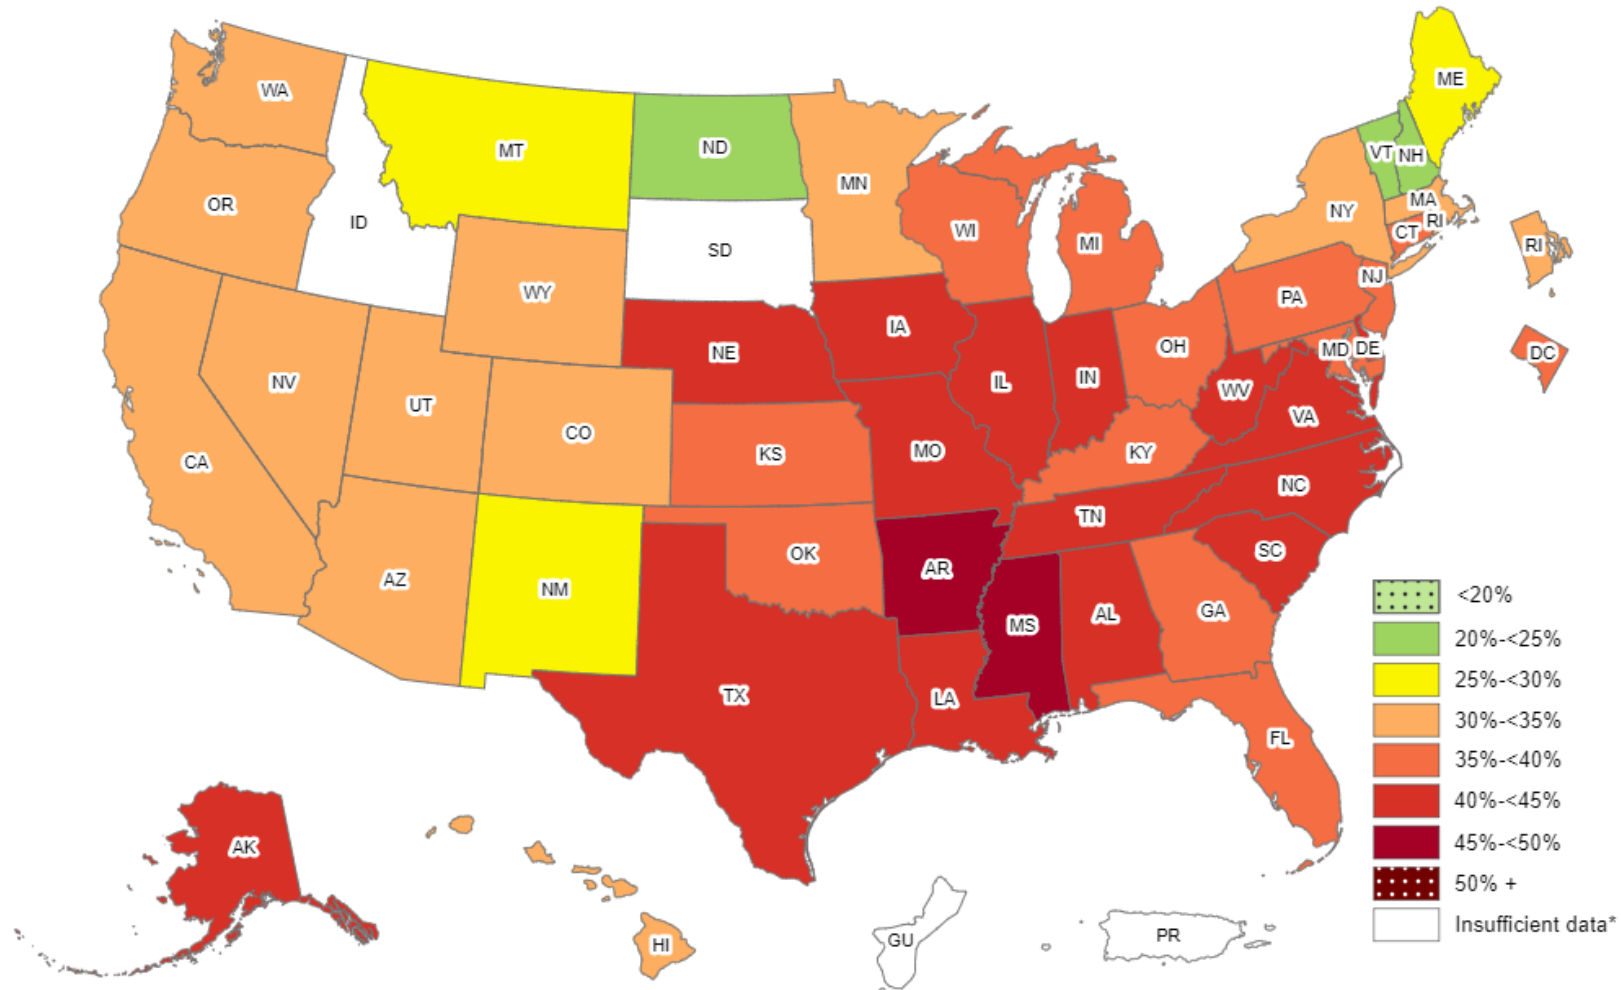 WA
MT
ND
MN
OR
ID
SD
WY
WI
MI
ME
VT
NH
NY
MA
CT
RI
RI
NV
UT
CO
CA
NE
IA
KS
MO
IL
IN
OH
PA
NJ
MD
DE
DC
WV
VA
KY
AZ
NM
OK
TX
AR
LA
MS
AL
TN
NC
SC
GA
FL
AK
HI
GU
PR
<20%
20%-<25%
25%-<30%
30%-<35%
35%-<40%
40%-<45%
45%-<50%
50% +
Insufficient data*